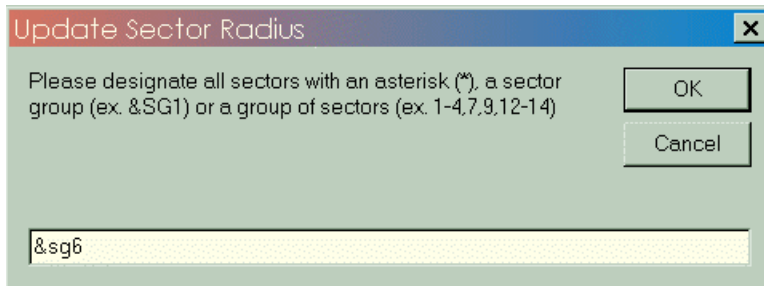 Update Sector Radius
Please designate all sectors with an asterisk (*), a sector
group (ex. &SG1) or a group of sectors (ex. 1-4,7,9,12-14)
OK
Cancel
&sg6